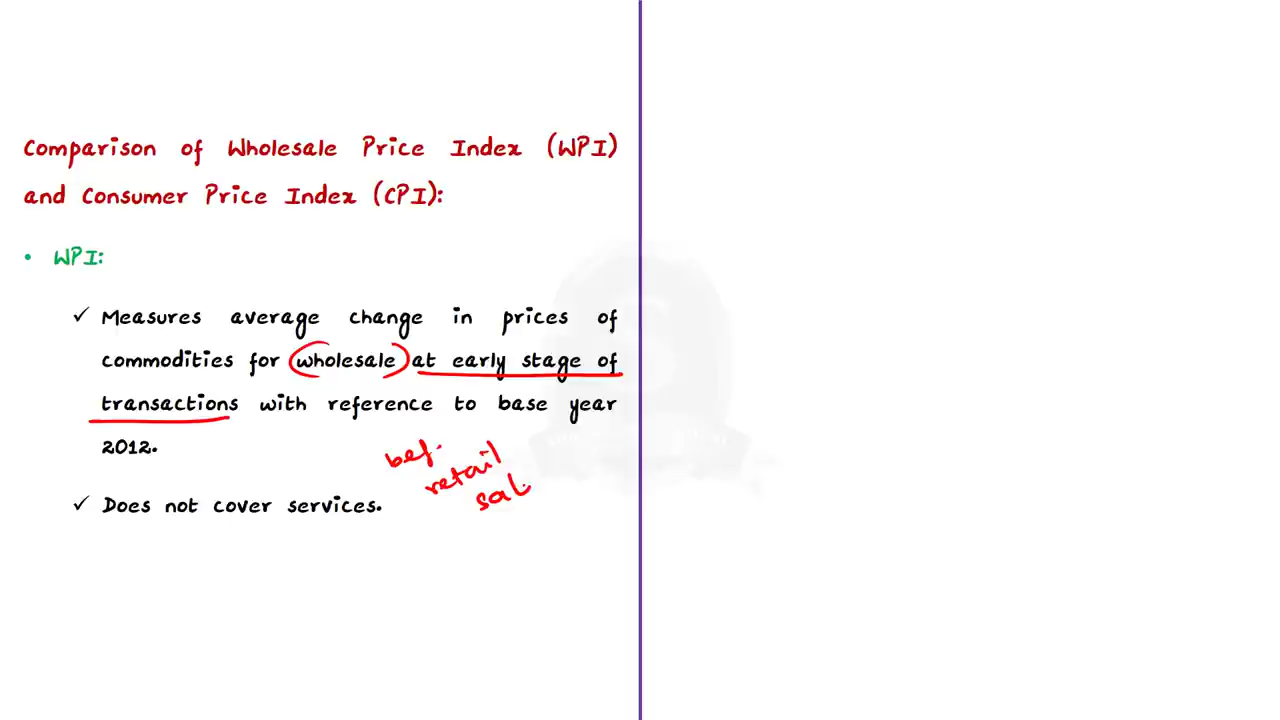 Comparison of Wholesale Price Index (WPI)
and Consumer Price Index (CPI):
• WPI:
✓ Measures average change in prices of
commodities for wholesale at early stage of
transactions with reference to base year
2012.
bef.
retail
sal
✓ Does not cover services.